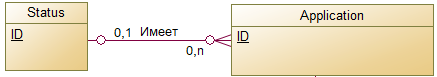 Status
ID
0,1 Имеет
0,n
Application
ID